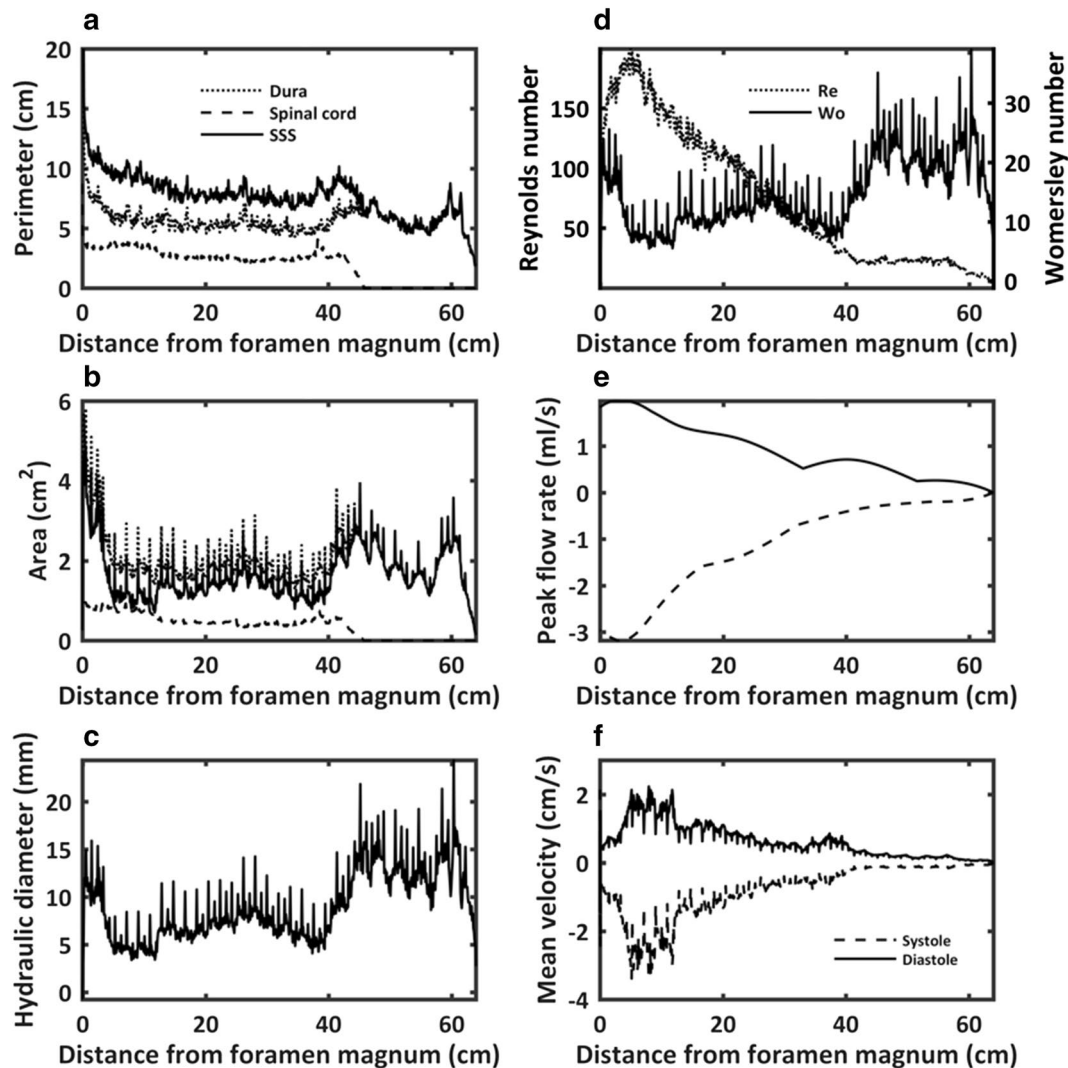 a
20
15
10
5
0
Perimeter (cm)
Dura
Spinal cord
SSS
0 20 40 60
Distance from foramen magnum (cm)
d
150
100
50
Reynolds number
Re
Wo
30
20
10
0
Womersley number
0 20 40 60
Distance from foramen magnum (cm)
b
6
4
2
0
Area (cm²)
0 20 40 60
Distance from foramen magnum (cm)
e
1
0
-1
-2
-3
Peak flow rate (ml/s)
0 20 40 60
Distance from foramen magnum (cm)
c
20
15
10
5
0
Hydraulic diameter (mm)
0 20 40 60
Distance from foramen magnum (cm)
f
2
0
-2
-4
Mean velocity (cm/s)
Systole
Diastole
0 20 40 60
Distance from foramen magnum (cm)